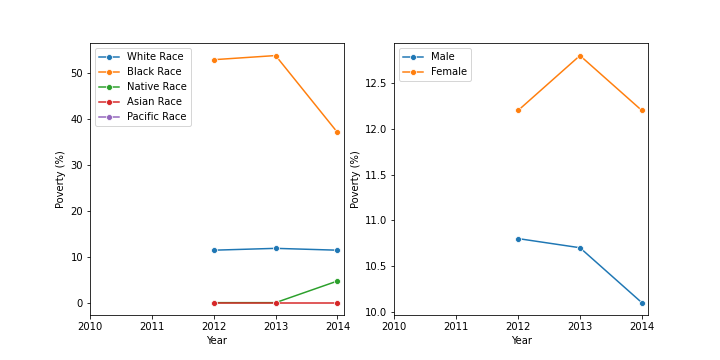 White Race
Black Race
Native Race
Asian Race
Pacific Race
50
40
30
20
10
0
Poverty (%)
2010 2011 2012 2013 2014
Year
Male
Female
12.5
12.0
11.5
11.0
10.5
10.0
Poverty (%)
2010 2011 2012 2013 2014
Year